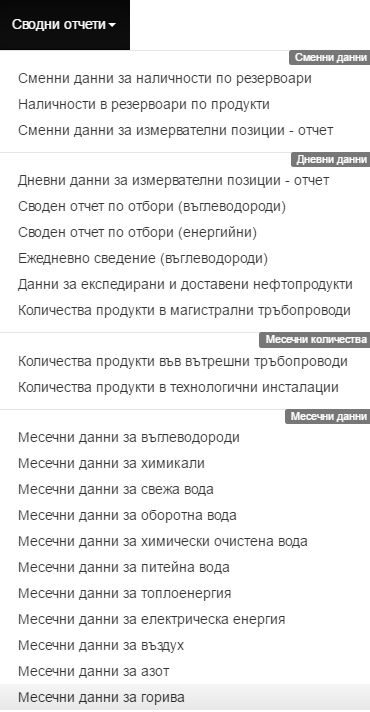 Сводни отчети
Сменни данни
Сменни данни за наличности по резервоари
Наличности в резервоари по продукти
Сменни данни за измервателни позиции - отчет
Дневни данни
Дневни данни за измервателни позиции - отчет
Своден отчет по отбори (въглеводороди)
Своден отчет по отбори (енергийни)
Ежедневно сведение (въглеводороди)
Данни за експедирани и доставени нефтопродукти
Количества продукти в магистрални тръбопроводи
Месечни количества
Количества продукти във вътрешни тръбопроводи
Количества продукти в технологични инсталации
Месечни данни
Месечни данни за въглеводороди
Месечни данни за химикали
Месечни данни за свежа вода
Месечни данни за оборотна вода
Месечни данни за химически очистена вода
Месечни данни за питейна вода
Месечни данни за топлоенергия
Месечни данни за електрическа енергия
Месечни данни за въздух
Месечни данни за азот
Месечни данни за горива